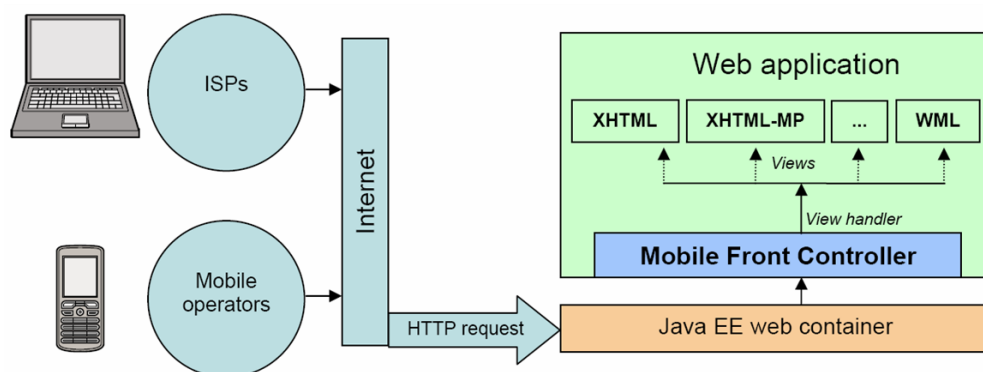 ISPs
Mobile
operators
Internet
HTTP request
Web application
XHTML
XHTML-MP
...
WML
Views
View handler
Mobile Front Controller
Java EE web container